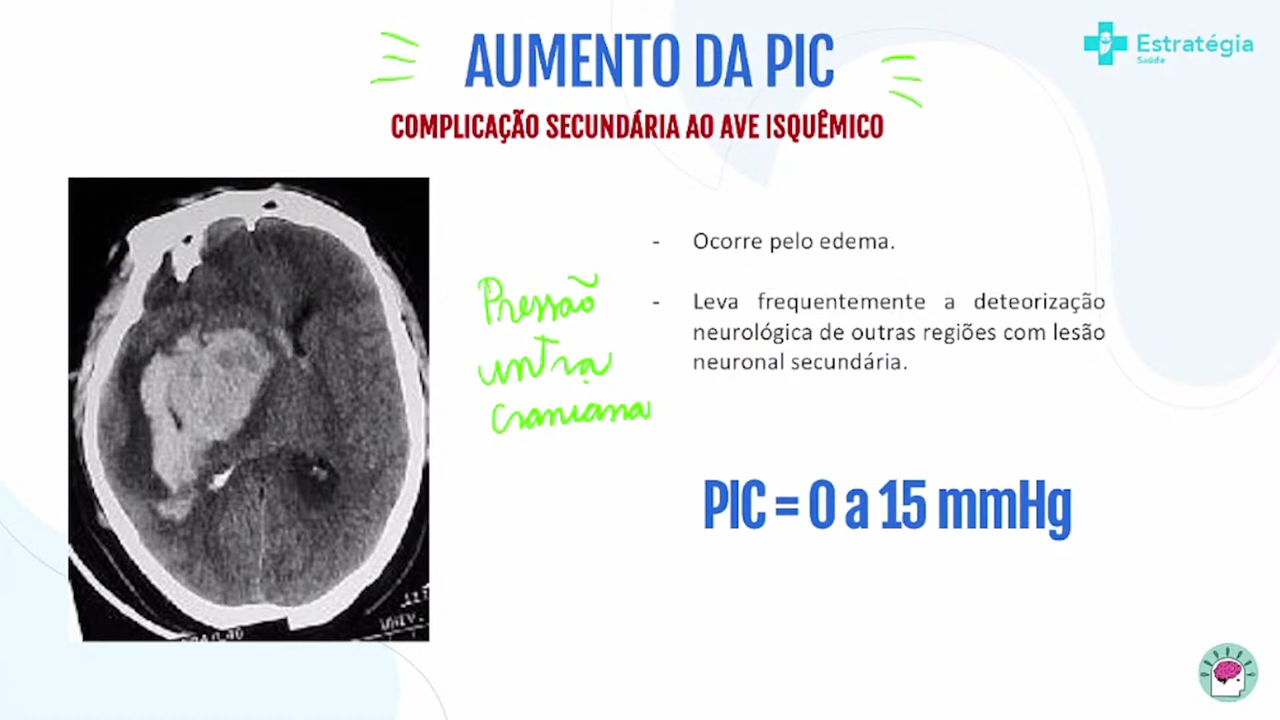 AUMENTO DA PIC
Estratégia
Saúde
COMPLICAÇÃO SECUNDÁRIA AO AVE ISQUÊMICO
- Ocorre pelo edema.
Pressão
intra
craniana
- Leva frequentemente a deteorização
neurológica de outras regiões com lesão
neuronal secundária.
PIC = 0 a 15 mmHg